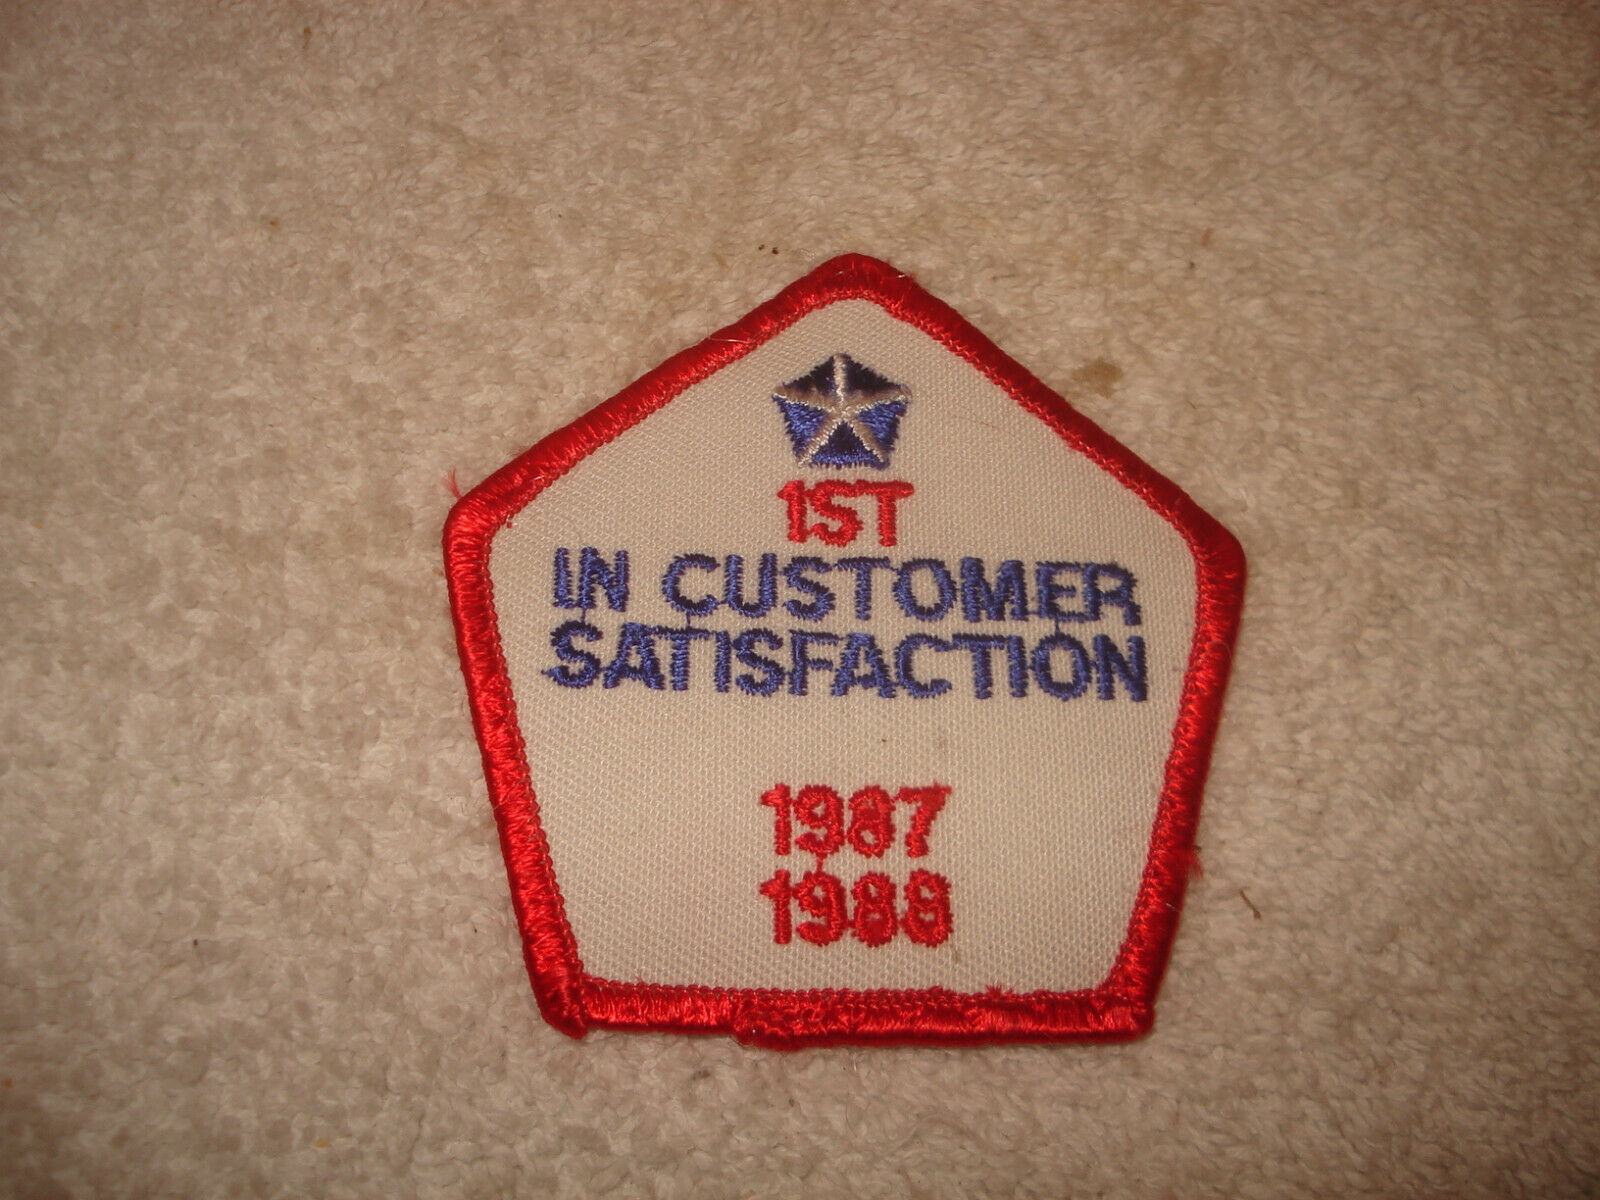 1ST
IN CUSTOMER
SATISFACTION
1987
1988